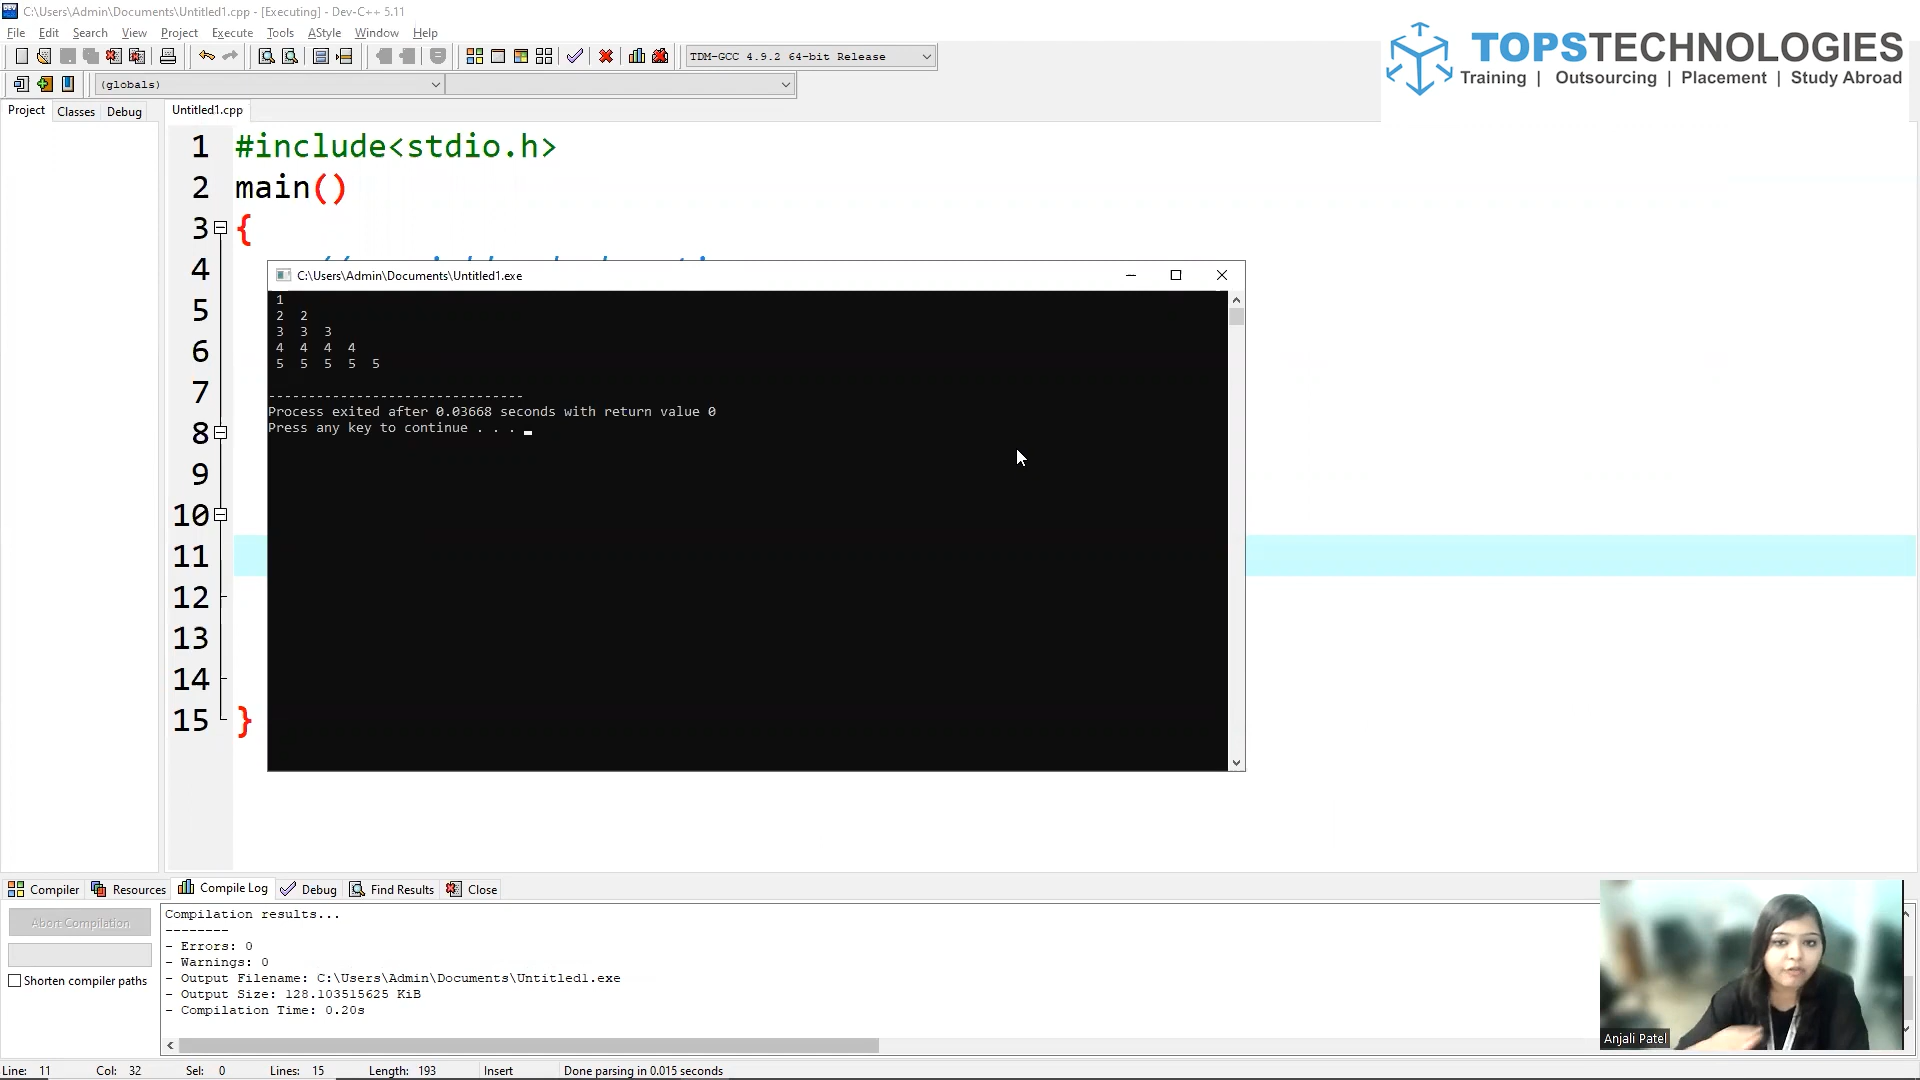 C:\Users\Admin\Documents\Untitled1.cpp - [Executing] - Dev-C++ 5.11
File Edit Search View Project Execute Tools AStyle Window Help
TDM-GCC 4.9.2 64-bit Release
TOPSTECHNOLOGIES
Training | Outsourcing | Placement | Study Abroad
(globals)
Project Classes Debug Untitled1.cpp
1 #include<stdio.h>
2 main()
3 {
4
C:\Users\Admin\Documents\Untitled1.exe
5
6
7
8
9
10
11
12
13
14
15 }
1
2 2
3 3 3
4 4 4 4
5 5 5 5 5
--------------------------------
Process exited after 0.03668 seconds with return value 0
Press any key to continue . . .
Compiler Resources Compile Log Debug Find Results Close
Abort Compilation
Shorten compiler paths
Compilation results...
--------
- Errors: 0
- Warnings: 0
- Output Filename: C:\Users\Admin\Documents\Untitled1.exe
- Output Size: 128.103515625 KiB
- Compilation Time: 0.20s
Anjali Patel
Line: 11 Col: 32 Sel: 0 Lines: 15 Length: 193 Insert Done parsing in 0.015 seconds